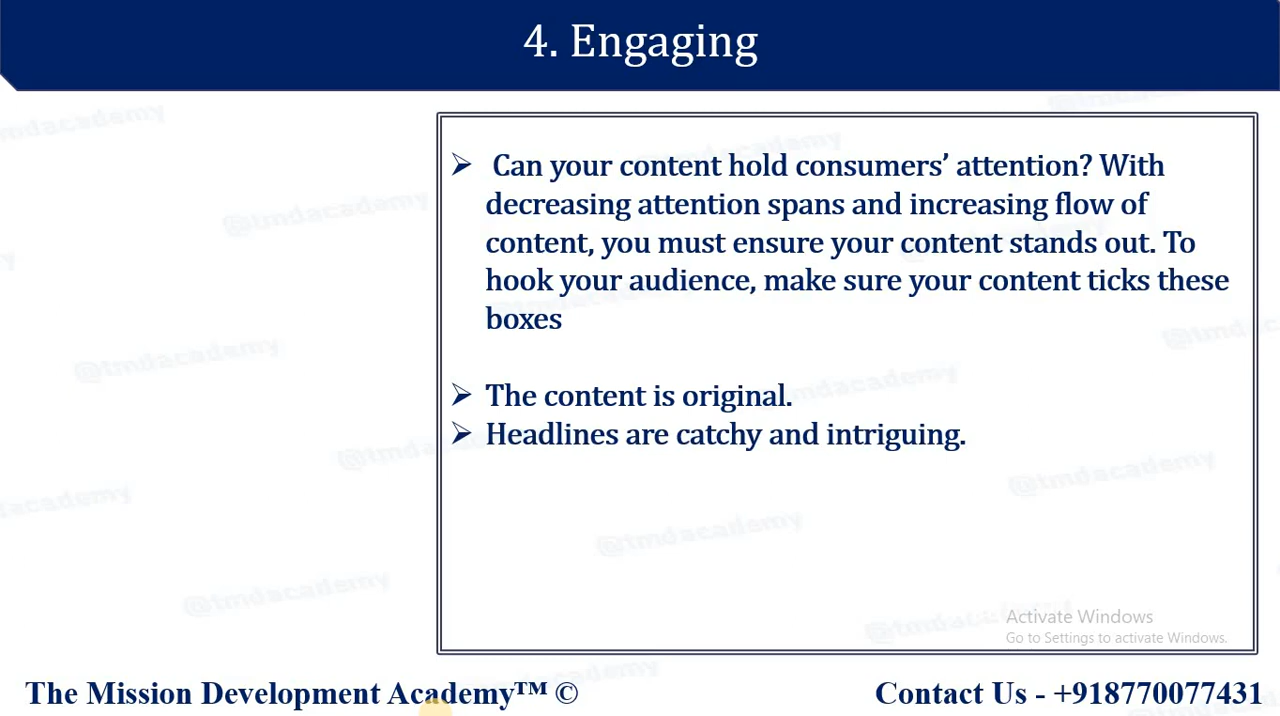 4. Engaging
➢ Can your content hold consumers’ attention? With
decreasing attention spans and increasing flow of
content, you must ensure your content stands out. To
hook your audience, make sure your content ticks these
boxes
➢ The content is original.
➢ Headlines are catchy and intriguing.
@tmdacademy
Activate Windows
Go to Settings to activate Windows.
The Mission Development Academy™ ©
Contact Us - +918770077431